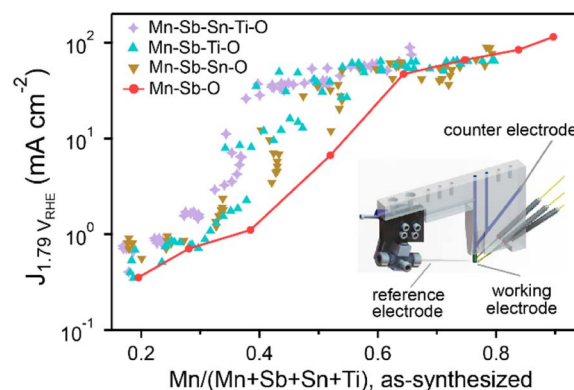 Mn-Sb-Sn-Ti-O
Mn-Sb-Ti-O
Mn-Sb-Sn-O
Mn-Sb-O
10²
10¹
10⁰
10⁻¹
J1.79 VRHE (mA cm⁻²)
counter electrode
reference
electrode
working
electrode
0.2 0.4 0.6 0.8
Mn/(Mn+Sb+Sn+Ti), as-synthesized